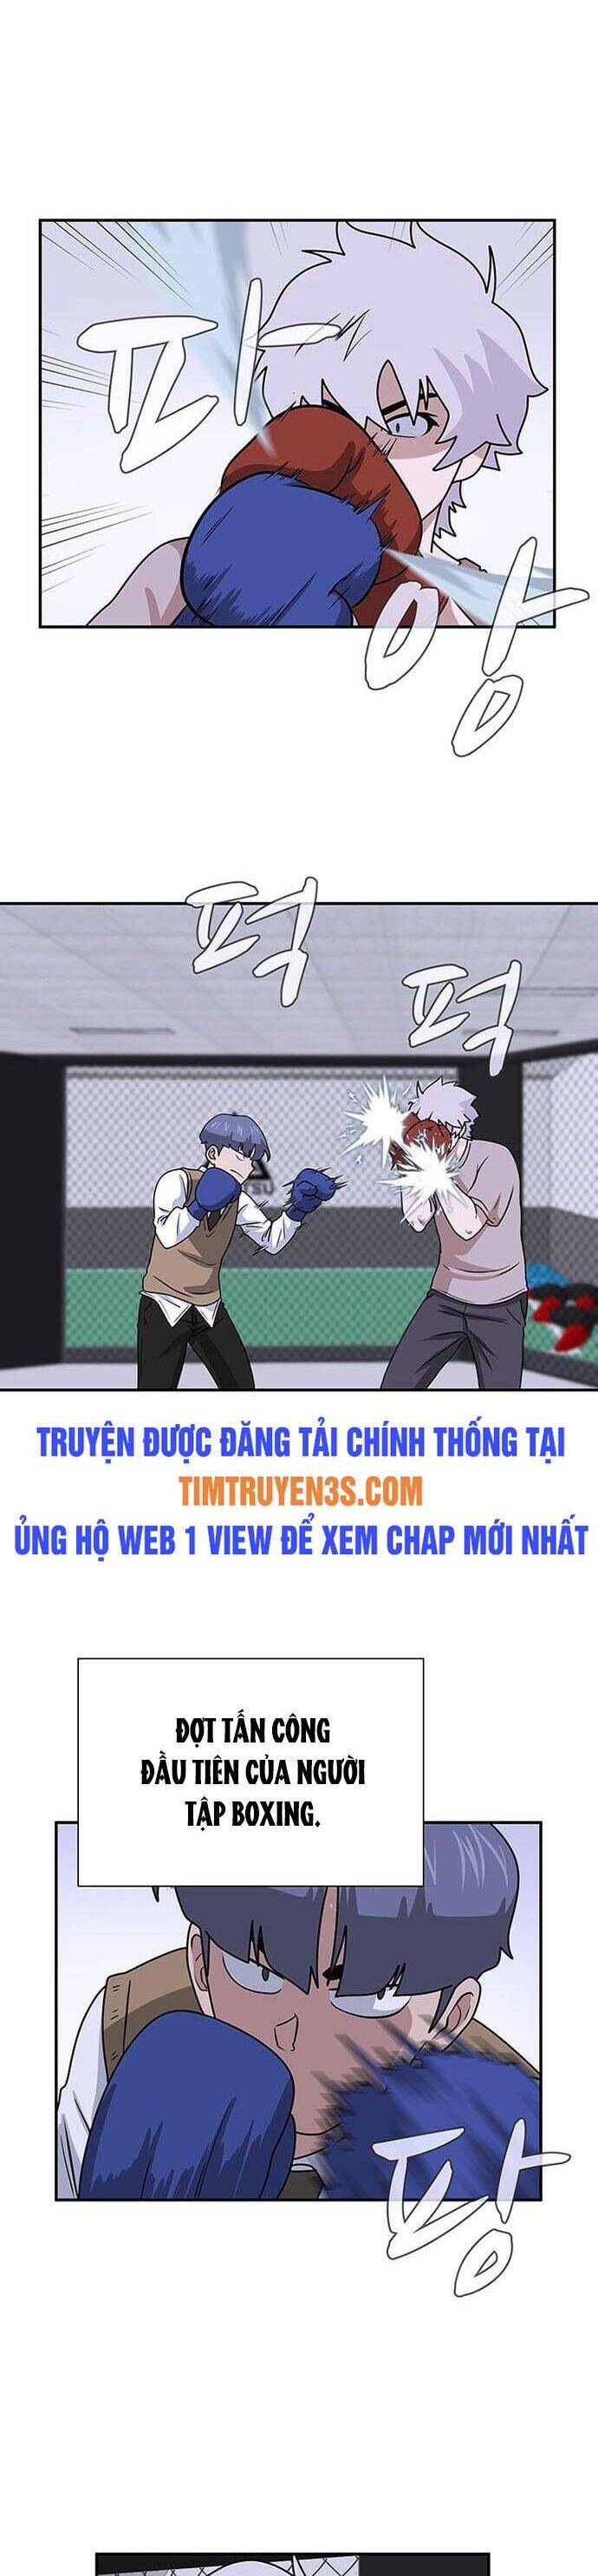 파
앙
퍽
퍽
SU
TRUYỆN ĐƯỢC ĐĂNG TẢI CHÍNH THỐNG TẠI
TIMTRUYEN3S.COM
ỦNG HỘ WEB 1 VIEW ĐỂ XEM CHAP MỚI NHẤT
ĐỢT TẤN CÔNG
ĐẦU TIÊN CỦA NGƯỜI
TẬP BOXING.
팡